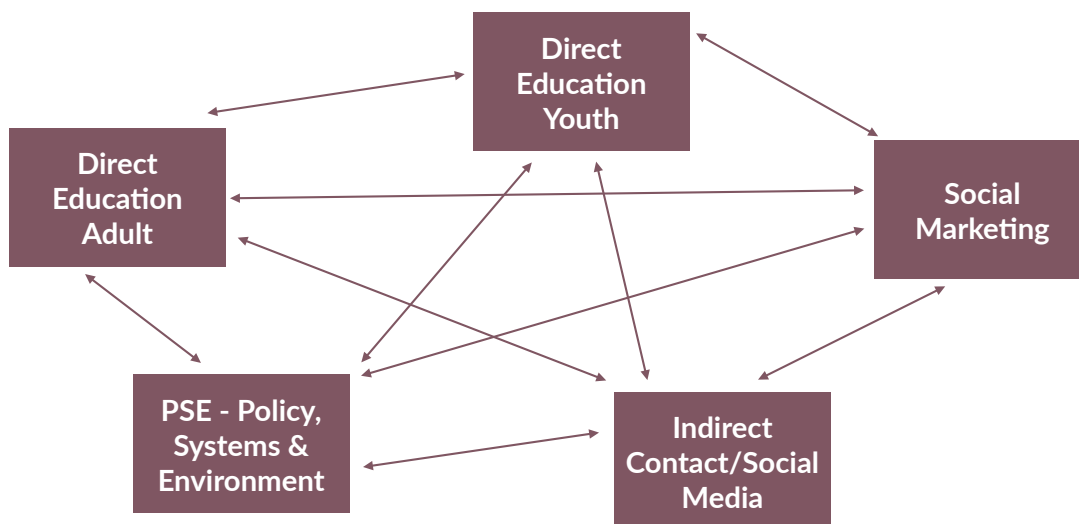 Direct
Education
Youth
Direct
Education
Adult
Social
Marketing
PSE - Policy,
Systems &
Environment
Indirect
Contact/Social
Media